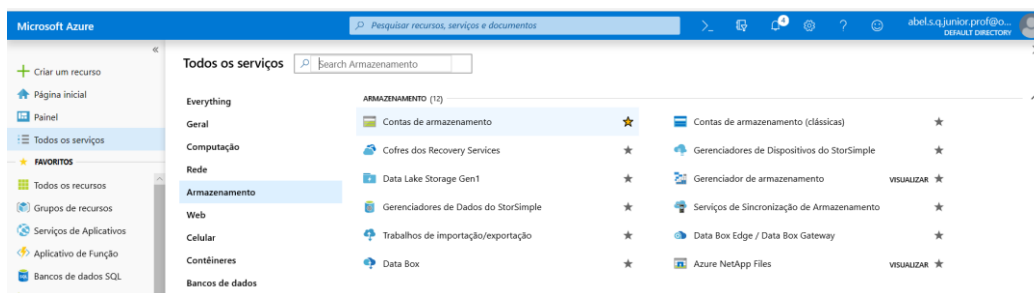 Microsoft Azure
Pesquisar recursos, serviços e documentos
4
abel.s.q.junior.prof@o...
DEFAULT DIRECTORY
«
Criar um recurso
Página inicial
Painel
Todos os serviços
FAVORITOS
Todos os recursos
Grupos de recursos
Serviços de Aplicativos
Aplicativo de Função
Bancos de dados SQL
Todos os serviços
Search Armazenamento
Everything
Geral
Computação
Rede
Armazenamento
Web
Celular
Contêineres
Bancos de dados
ARMAZENAMENTO (12)
Contas de armazenamento
Contas de armazenamento (clássicas)
Cofres dos Recovery Services
Gerenciadores de Dispositivos do StorSimple
Data Lake Storage Gen1
Gerenciador de armazenamento VISUALIZAR
Gerenciadores de Dados do StorSimple
Serviços de Sincronização de Armazenamento
Trabalhos de importação/exportação
Data Box Edge / Data Box Gateway
Data Box
Azure NetApp Files VISUALIZAR